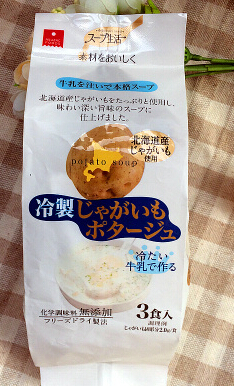 スープ生活
素材をおいしく
牛乳を注いで本格スープ
北海道産じゃがいもをたっぷりと使用し、
味わい深い旨味のスープに
仕上げました。
北海道産
じゃがいも
使用
potato soup
冷製じゃがいも
ポタージュ
冷たい
牛乳で作る
化学調味料 無添加
フリーズドライ製法
3食入